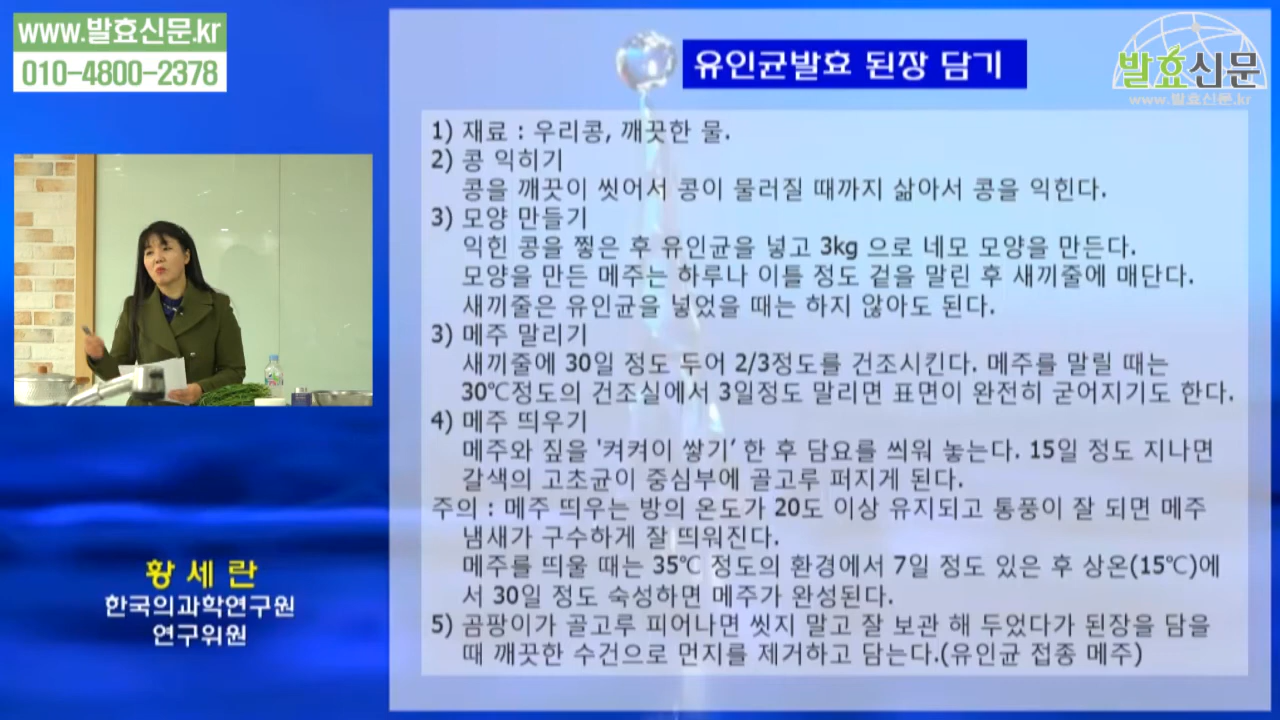 www.발효신문.kr
010-4800-2378
유인균발효 된장 담기
발효신문
www.발효신문.kr
1) 재료 : 우리콩, 깨끗한 물.
2) 콩 익히기
콩을 깨끗이 씻어서 콩이 물러질 때까지 삶아서 콩을 익힌다.
3) 모양 만들기
익힌 콩을 찧은 후 유인균을 넣고 3kg 으로 네모 모양을 만든다.
모양을 만든 메주는 하루나 이틀 정도 겉을 말린 후 새끼줄에 매단다.
새끼줄은 유인균을 넣었을 때는 하지 않아도 된다.
3) 메주 말리기
새끼줄에 30일 정도 두어 2/3정도를 건조시킨다. 메주를 말릴 때는
30℃정도의 건조실에서 3일정도 말리면 표면이 완전히 굳어지기도 한다.
4) 메주 띄우기
메주와 짚을 '켜켜이 쌓기’ 한 후 담요를 씌워 놓는다. 15일 정도 지나면
갈색의 고초균이 중심부에 골고루 퍼지게 된다.
주의 : 메주 띄우는 방의 온도가 20도 이상 유지되고 통풍이 잘 되면 메주
냄새가 구수하게 잘 띄워진다.
메주를 띄울 때는 35℃ 정도의 환경에서 7일 정도 있은 후 상온(15℃)에
서 30일 정도 숙성하면 메주가 완성된다.
5) 곰팡이가 골고루 피어나면 씻지 말고 잘 보관 해 두었다가 된장을 담을
때 깨끗한 수건으로 먼지를 제거하고 담는다.(유인균 접종 메주)
황 세 란
한국의과학연구원
연구위원